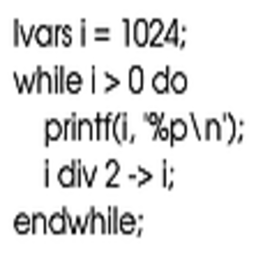 lvars i = 1024;
while i > 0 do
printf(i, '%p\n');
i div 2 -> i;
endwhile;